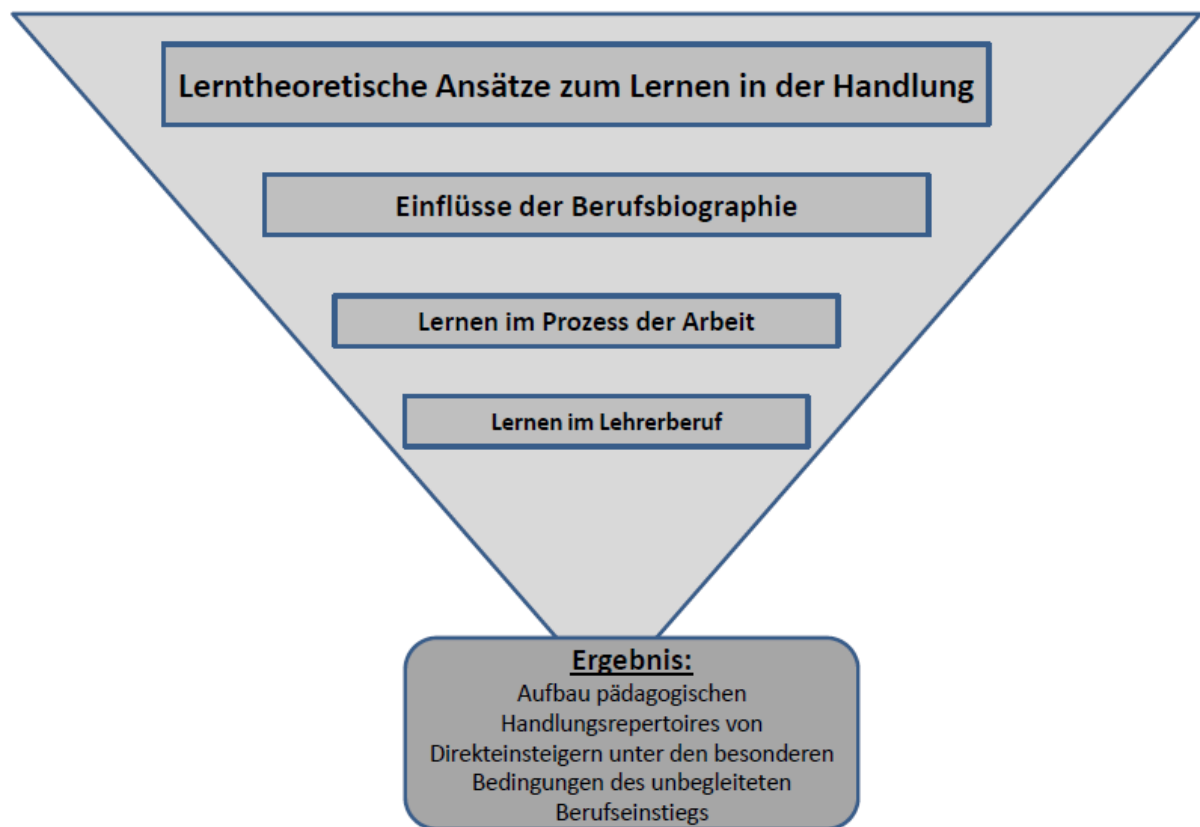 Lerntheoretische Ansätze zum Lernen in der Handlung
Einflüsse der Berufsbiographie
Lernen im Prozess der Arbeit
Lernen im Lehrerberuf
Ergebnis:
Aufbau pädagogischen
Handlungsrepertoires von
Direkteinsteigern unter den besonderen
Bedingungen des unbegleiteten
Berufseinstiegs